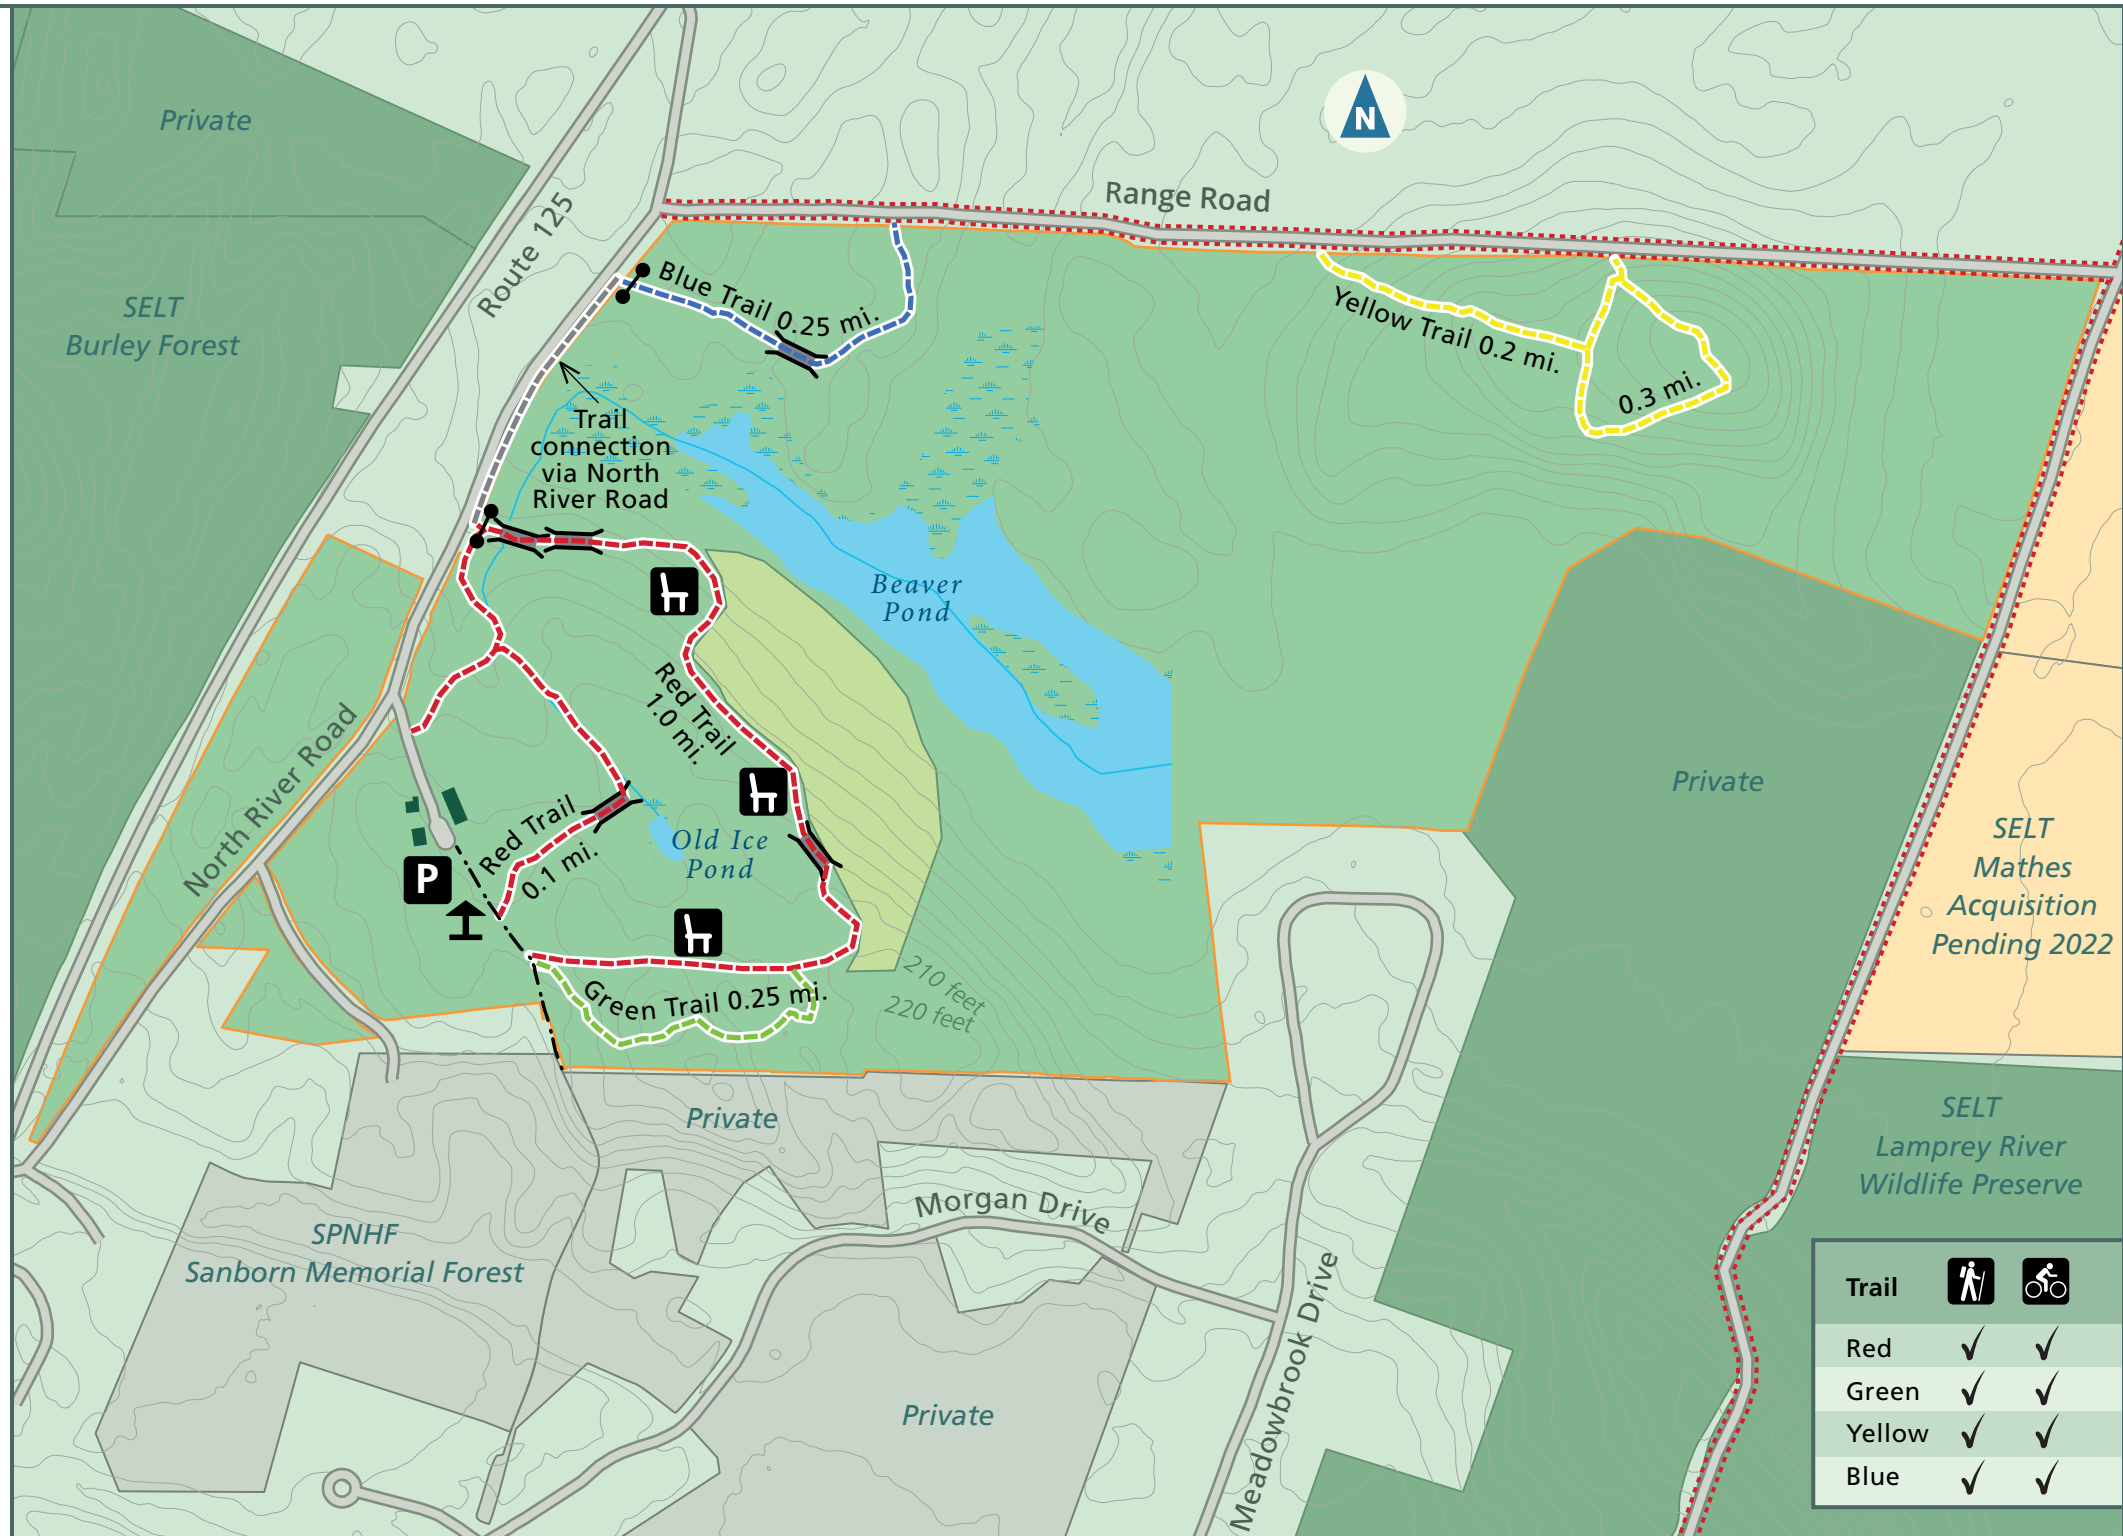 Private
N
Range Road
Route 125
Blue Trail 0.25 mi.
SELT
Burley Forest
Yellow Trail 0.2 mi.
0.3 mi.
Trail
connection
via North
River Road
Beaver
Pond
Red Trail
1.0 mi.
North River Road
Private
Red Trail
0.1 mi.
Old Ice
Pond
P
SELT
Mathes
Acquisition
Pending 2022
Green Trail 0.25 mi.
210 feet
220 feet
Private
SELT
Lamprey River
Wildlife Preserve
Morgan Drive
SPNHF
Sanborn Memorial Forest
Meadowbrook Drive
Private
Trail
Red ✓ ✓
Green ✓ ✓
Yellow ✓ ✓
Blue ✓ ✓